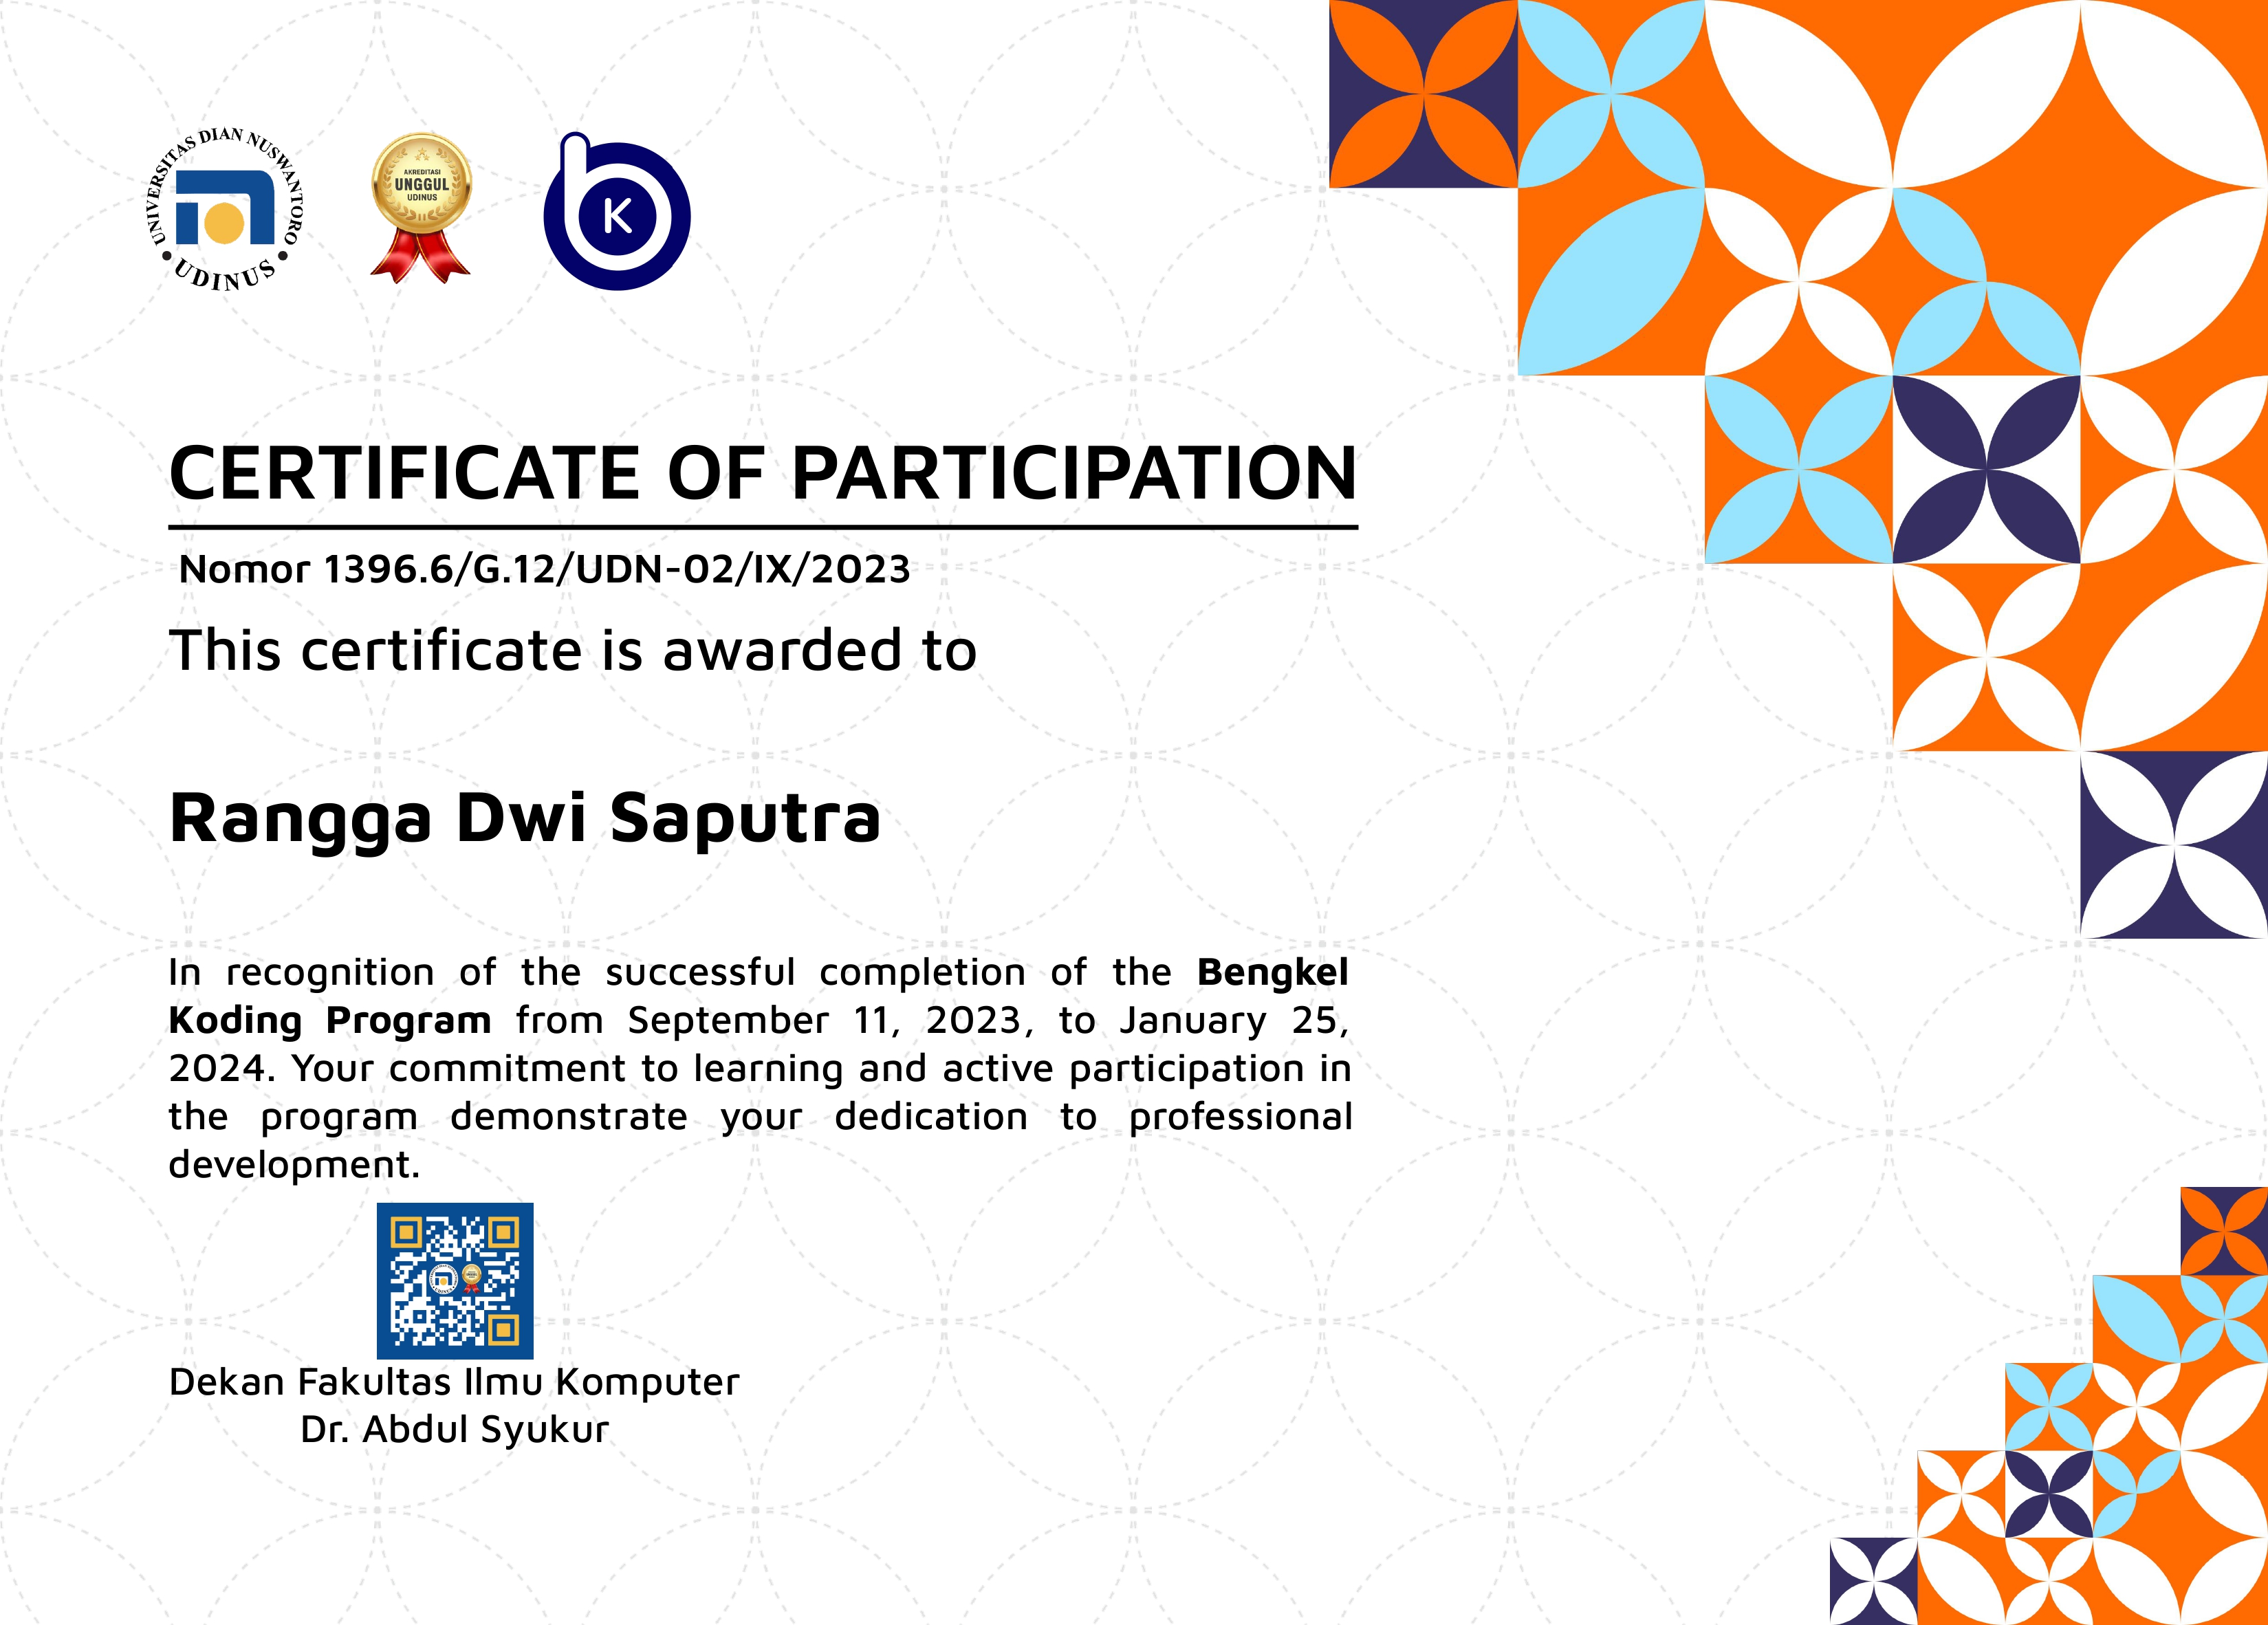 UNIVERSITAS DIAN NUSWANTORO
UDINUS
AKREDITASI
UNGGUL
UDINUS
b
K
CERTIFICATE OF PARTICIPATION
Nomor 1396.6/G.12/UDN-02/IX/2023
This certificate is awarded to
Rangga Dwi Saputra
In recognition of the successful completion of the Bengkel
Koding Program from September 11, 2023, to January 25,
2024. Your commitment to learning and active participation in
the program demonstrate your dedication to professional
development.
Dekan Fakultas Ilmu Komputer
Dr. Abdul Syukur